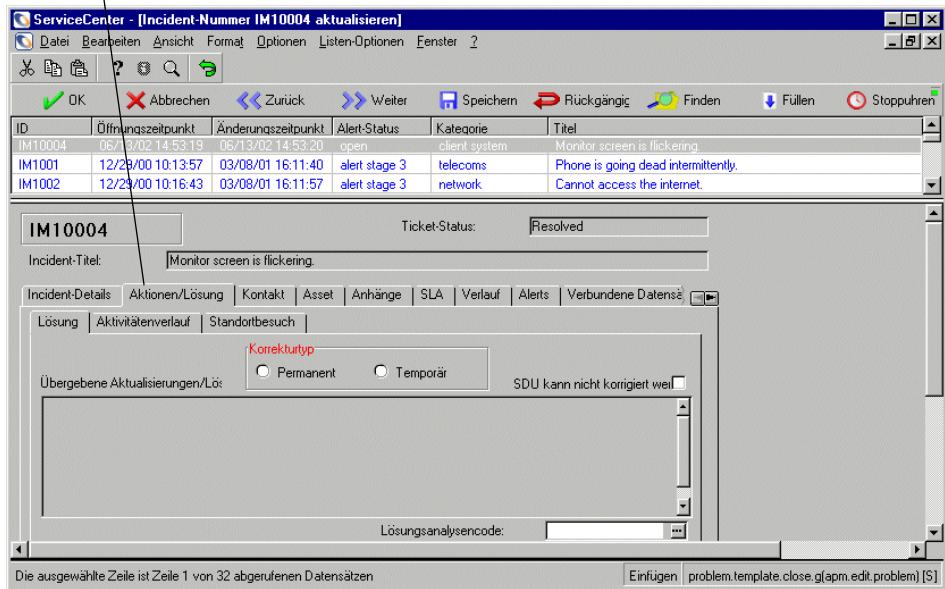 ServiceCenter - [Incident-Nummer IM10004 aktualisieren]
Datei Bearbeiten Ansicht Format Optionen Listen-Optionen Fenster ?
OK Abbrechen Zurück Weiter Speichern Rückgängig Finden Füllen Stoppuhren
ID Öffnungszeitpunkt Änderungszeitpunkt Alert-Status Kategorie Titel
IM10004 06/13/02 14:53:19 06/13/02 14:53:20 open client system Monitor screen is flickering.
IM1001 12/29/00 10:13:57 03/08/01 16:11:40 alert stage 3 telecoms Phone is going dead intermittently.
IM1002 12/29/00 10:16:43 03/08/01 16:11:57 alert stage 3 network Cannot access the internet.
IM10004 Ticket-Status: Resolved
Incident-Titel: Monitor screen is flickering.
Incident-Details Aktionen/Lösung Kontakt Asset Anhänge SLA Verlauf Alerts Verbundene Datensä
Lösung Aktivitätenverlauf Standortbesuch
Korrekturtyp
Permanent Temporär
Übergebene Aktualisierungen/Lös SDU kann nicht korrigiert wer
Lösungsanalysencode:
Die ausgewählte Zeile ist Zeile 1 von 32 abgerufenen Datensätzen Einfügen problem.template.close.g(apm.edit.problem) [S]